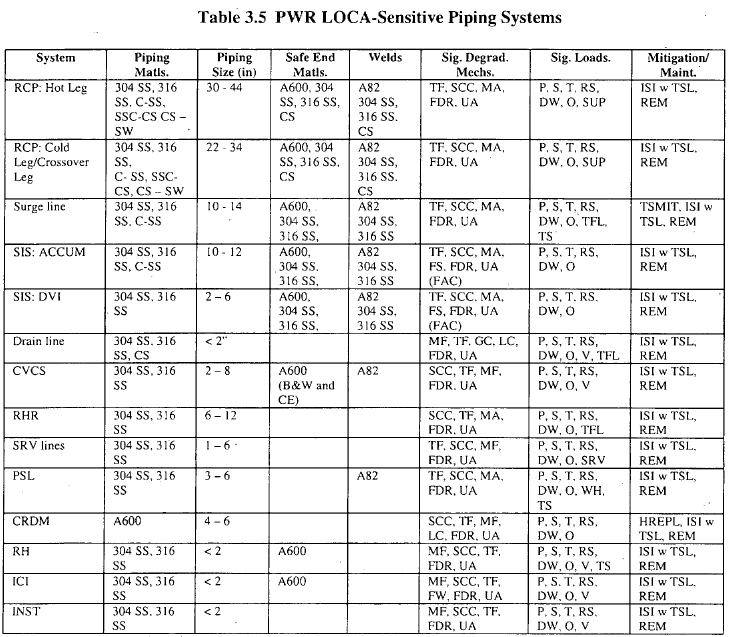 Table 3.5 PWR LOCA-Sensitive Piping Systems
System Piping Piping Safe End Welds Sig. Degrad. Sig. Loads. Mitigation/
Matls. Size (in) Matls. Mechs. Maint.
RCP: Hot Leg 304 SS, 316 30 - 44 A600, 304 A82 TF, SCC, MA, P, S, T, RS, ISI w TSL,
SS. C-SS, SS, 316 SS, 304 SS, FDR, UA DW, O, SUP REM
SSC-CS CS – CS 316 SS.
SW CS
RCP: Cold 304 SS, 316 22 - 34 A600, 304 A82 TF, SCC, MA, P, S, T, RS, ISI w TSL,
Leg/Crossover SS, SS, 316 SS, 304 SS, FDR, UA DW, O, SUP REM
Leg C- SS, SSC- CS 316 SS.
CS, CS – SW CS
Surge line 304 SS, 316 10 - 14 A600, A82 TF, SCC, MA, P, S, T, RS, TSMIT, ISI w
SS, C-SS 304 SS, 304 SS, FDR, UA DW, O, TFL, TSL, REM
316 SS, 316 SS TS
SIS: ACCUM 304 SS, 316 10 - 12 A600, A82 TF, SCC, MA, P, S, T, RS, ISI w TSL,
SS, C-SS 304 SS. 304 SS, FS. FDR, UA DW, O REM
316 SS, 316 SS (FAC)
SIS: DVI 304 SS, 316 2 – 6 A600, A82 TF. SCC, MA, P, S, T. RS, ISI w TSL,
SS 304 SS, 304 SS, FS, FDR, UA DW, O REM
316 SS, 316 SS (FAC)
Drain line 304 SS, 316 < 2" MF, TF. GC, LC, P, S, T, RS, ISI w TSL,
SS, CS FDR, UA DW, O, V, TFL REM
CVCS 304 SS, 316 2 – 8 A600 A82 SCC, TF, MF, P, S, T, RS, ISI w TSL,
SS (B&W and FDR. UA DW, O, V REM
CE)
RHR 304 SS, 316 6 – 12 SCC, TF, MA, P, S, T, RS, ISI w TSL,
SS FDR, UA DW, O, TFL REM
SRV lines 304 SS, 316 1 – 6 TF, SCC, MF, P, S, T, RS, ISI w TSL,
SS FDR, UA DW, O, SRV REM
PSL 304 SS, 316 3 – 6 A82 TF, SCC, MA, P, S, T, RS, ISI w TSL,
SS FDR, UA DW, O, WH, REM
TS
CRDM A600 4 – 6 SCC, TF, MF, P, S, T, RS, HREPL, ISI w
LC, FDR, UA DW, O TSL, REM
RH 304 SS, 316 < 2 A600 MF, SCC, TF, P, S, T, RS, ISI w TSL,
SS FDR, UA DW, O, V, TS REM
ICI 304 SS, 316 < 2 A600 MF, SCC, TF, P, S, T, RS, ISI w TSL,
SS FW, FDR, UA DW, O, V REM
INST 304 SS. 316 < 2 MF, SCC, TF. P, S, T, RS, ISI w TSL,
SS FDR, UA DW, O, V REM